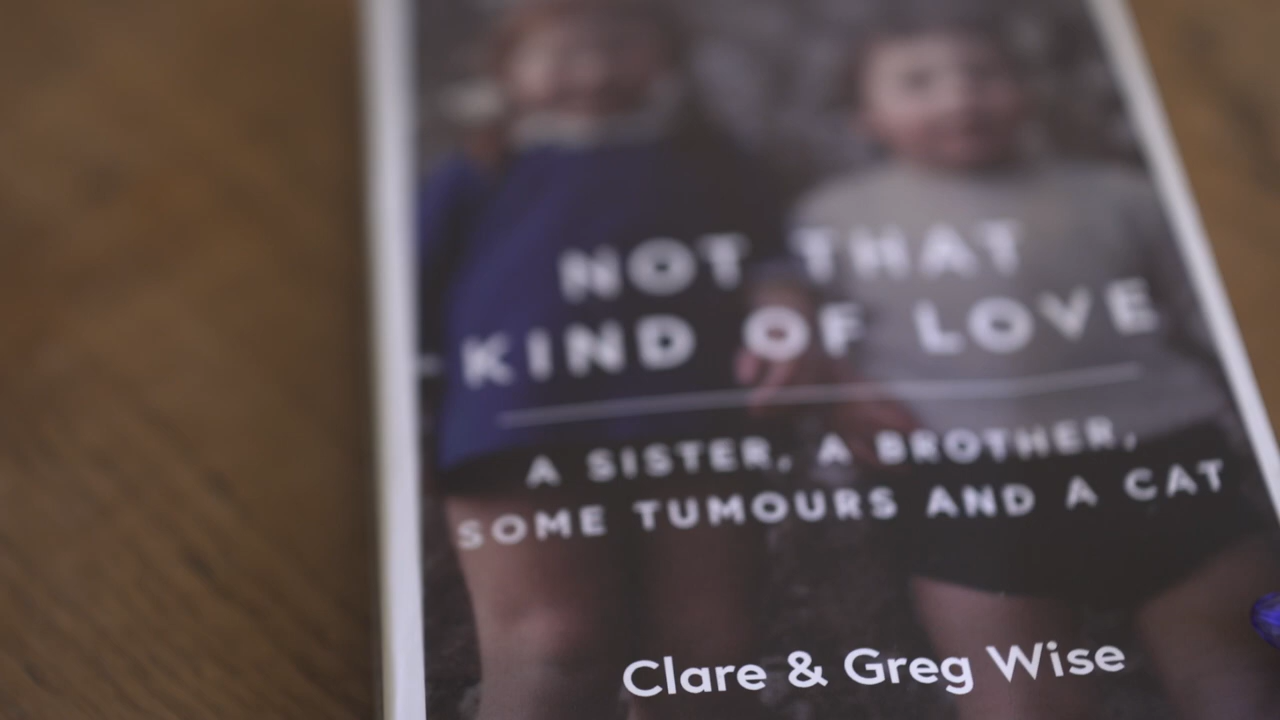 NOT THAT
KIND OF LOVE
A SISTER, A BROTHER,
SOME TUMOURS AND A CAT
Clare & Greg Wise